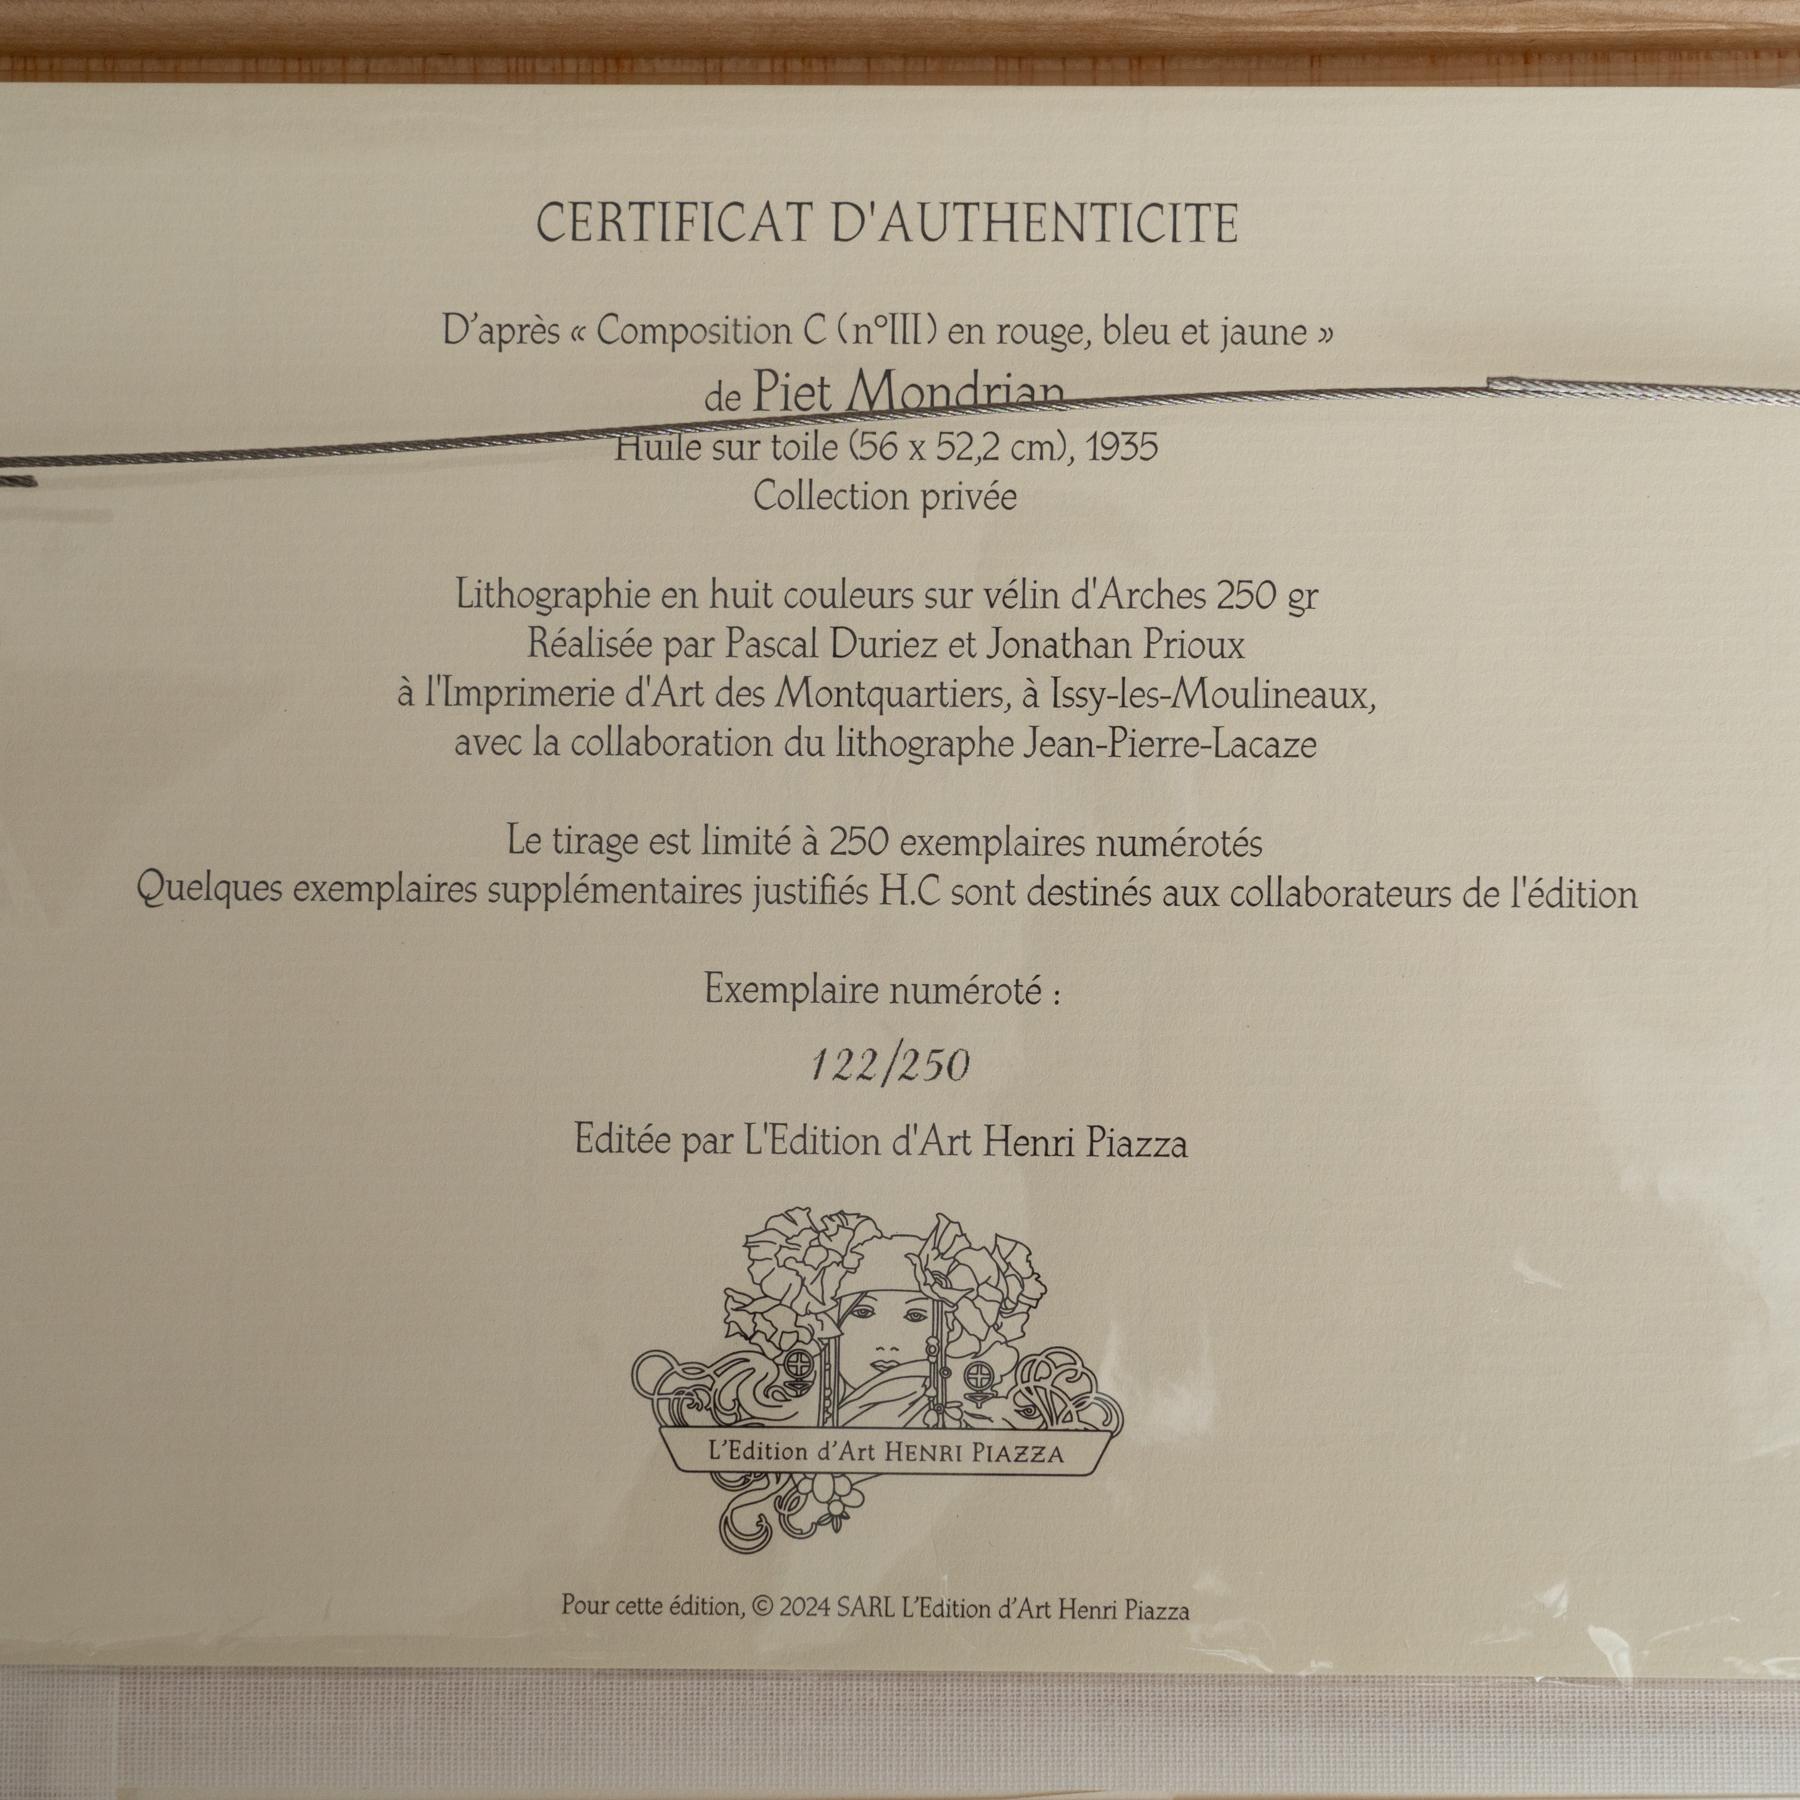 CERTIFICAT D'AUTHENTICITE
D’après « Composition C (n°III) en rouge, bleu et jaune »
de Piet Mondrian
Huile sur toile (56 x 52,2 cm), 1935
Collection privée
Lithographie en huit couleurs sur vélin d'Arches 250 gr
Réalisée par Pascal Duriez et Jonathan Prioux
à l'Imprimerie d'Art des Montquartiers, à Issy-les-Moulineaux,
avec la collaboration du lithographe Jean-Pierre-Lacaze
Le tirage est limité à 250 exemplaires numérotés
Quelques exemplaires supplémentaires justifiés H.C sont destinés aux collaborateurs de l'édition
Exemplaire numéroté :
122/250
Editée par L'Edition d'Art Henri Piazza
L’Edition d’Art HENRI PIAZZA
Pour cette édition, © 2024 SARL L’Edition d’Art Henri Piazza